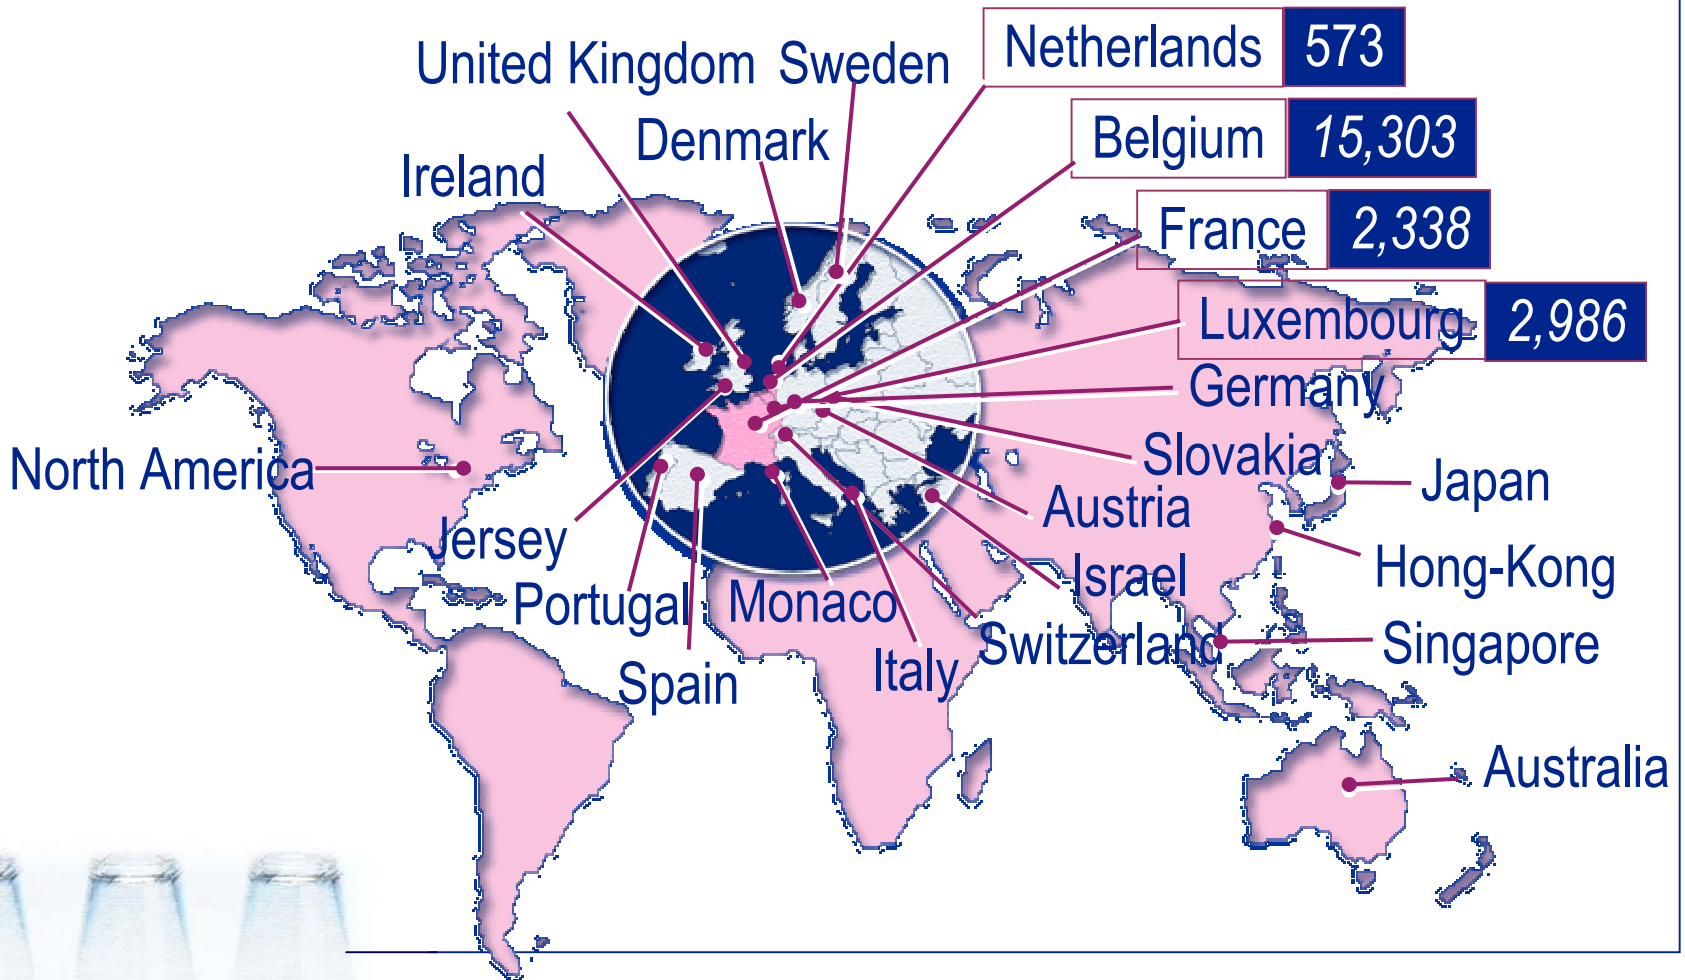 Netherlands 573
United Kingdom Sweden
Belgium 15,303
Denmark
Ireland
France 2,338
Luxembourg 2,986
Germany
Slovakia
North America
Japan
Austria
Jersey
Hong-Kong
Israel
Portugal
Monaco
Switzerland
Singapore
Italy
Spain
Australia